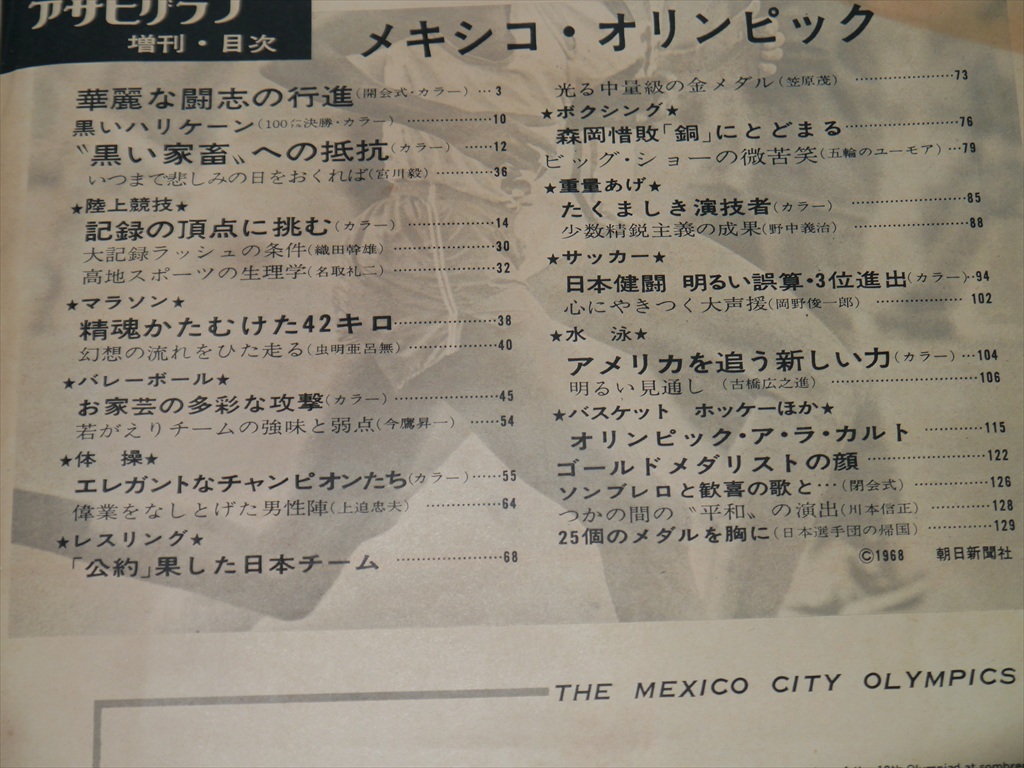 アサヒグラフ
増刊・目次
メキシコ・オリンピック
華麗な闘志の行進(開会式・カラー)…3
黒いハリケーン(100㍍決勝・カラー)…10
〝黒い家畜〟への抵抗(カラー)…12
いつまで悲しみの日をおくれば(宮川毅)…36
★陸上競技★
記録の頂点に挑む(カラー)…14
大記録ラッシュの条件(織田幹雄)…30
高地スポーツの生理学(名取礼二)…32
★マラソン★
精魂かたむけた42キロ…38
幻想の流れをひた走る(虫明亜呂無)…40
★バレーボール★
お家芸の多彩な攻撃(カラー)…45
若がえりチームの強味と弱点(今鷹昇一)…54
★体 操★
エレガントなチャンピオンたち(カラー)…55
偉業をなしとげた男性陣(上迫忠夫)…64
★レスリング★
「公約」果した日本チーム…68
光る中量級の金メダル(笠原茂)…73
★ボクシング★
森岡惜敗「銅」にとどまる…76
ビッグ・ショーの微苦笑(五輪のユーモア)…79
★重量あげ★
たくましき演技者(カラー)…85
少数精鋭主義の成果(野中義治)…88
★サッカー★
日本健闘 明るい誤算・3位進出(カラー)…94
心にやきつく大声援(岡野俊一郎)…102
★水 泳★
アメリカを追う新しい力(カラー)…104
明るい見通し(古橋広之進)…106
★バスケット ホッケーほか★
オリンピック・ア・ラ・カルト…115
ゴールドメダリストの顔…122
ソンブレロと歓喜の歌と…(閉会式)…126
つかの間の〝平和〟の演出(川本信正)…128
25個のメダルを胸に(日本選手団の帰国)…129
©1968 朝日新聞社
THE MEXICO CITY OLYMPICS